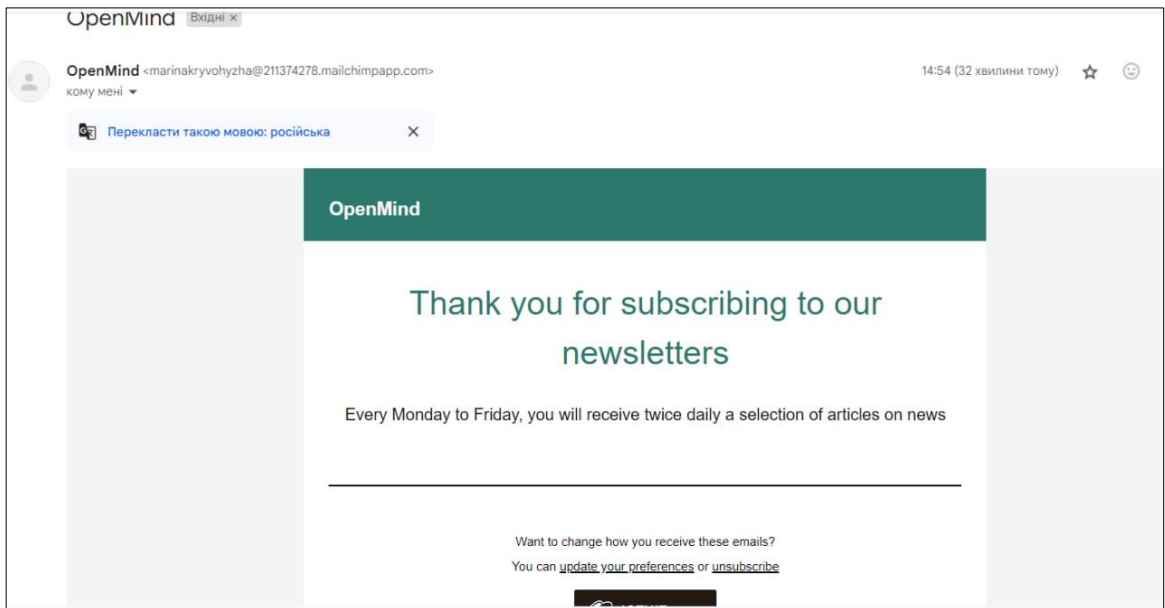 OpenMind Вхідні ×
OpenMind <marinakryvohyzha@211374278.mailchimpapp.com> 14:54 (32 хвилини тому)
кому мені
Перекласти такою мовою: російська
OpenMind
Thank you for subscribing to our
newsletters
Every Monday to Friday, you will receive twice daily a selection of articles on news
Want to change how you receive these emails?
You can update your preferences or unsubscribe